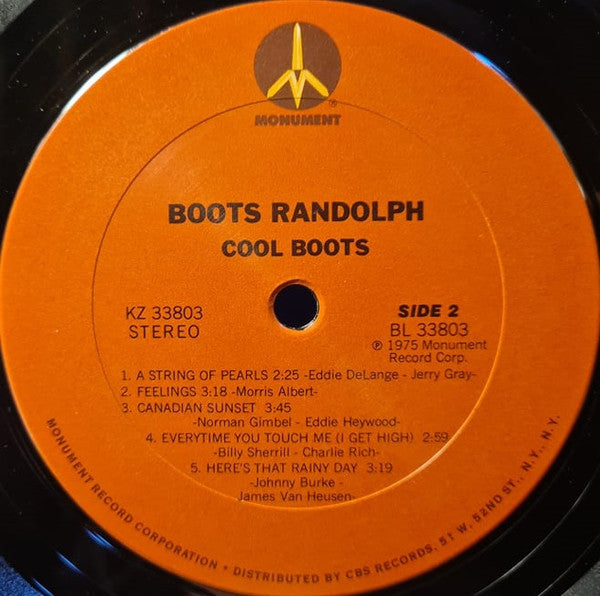 MONUMENT
®
BOOTS RANDOLPH
COOL BOOTS
KZ 33803
STEREO
SIDE 2
BL 33803
℗ 1975 Monument
Record Corp.
1. A STRING OF PEARLS 2:25 -Eddie DeLange - Jerry Gray-
2. FEELINGS 3:18 -Morris Albert-
3. CANADIAN SUNSET 3:45
-Norman Gimbel - Eddie Heywood-
4. EVERYTIME YOU TOUCH ME (I GET HIGH) 2:59
-Billy Sherrill - Charlie Rich-
5. HERE'S THAT RAINY DAY 3:19
-Johnny Burke -
James Van Heusen-
MONUMENT RECORD CORPORATION • DISTRIBUTED BY CBS RECORDS, 51 W. 52ND ST., N.Y., N.Y.